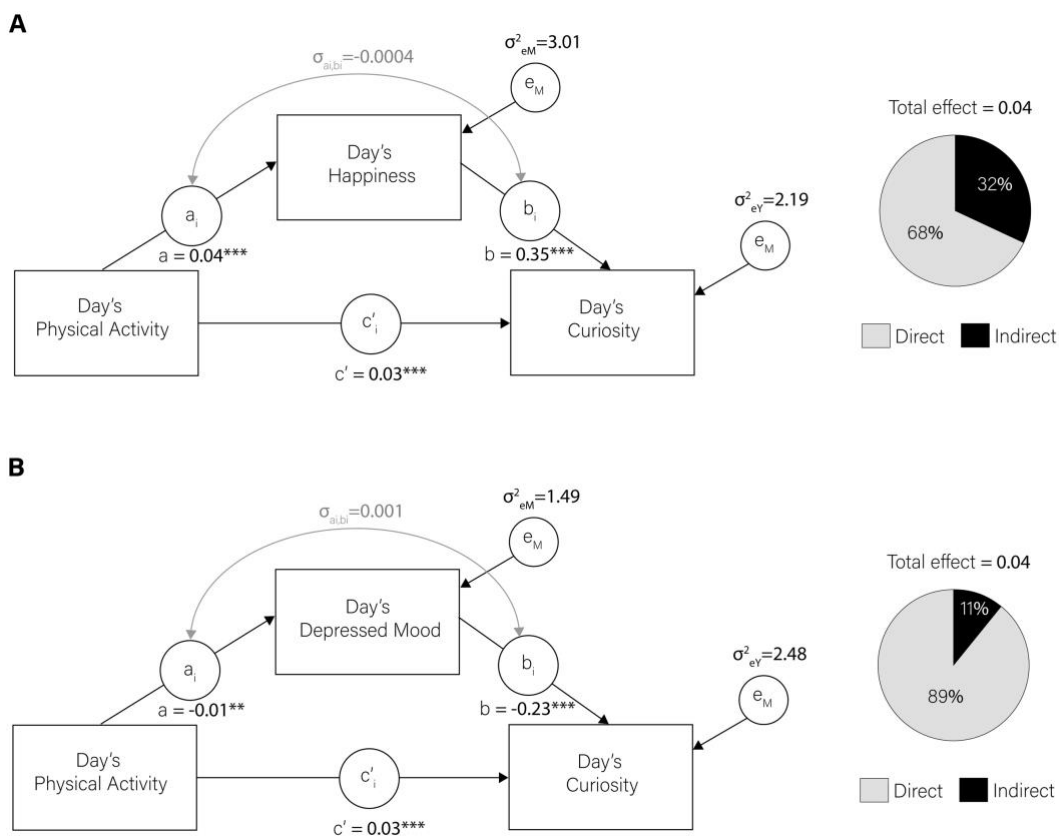 A
σai,bi=-0.0004
σ²eM=3.01
eM
Day's
Happiness
Total effect = 0.04
32%
68%
ai
bi
σ²eY=2.19
eM
a = 0.04***
b = 0.35***
Day's
Physical Activity
c'i
Day's
Curiosity
Direct
Indirect
c' = 0.03***
B
σai,bi=0.001
σ²eM=1.49
eM
Day's
Depressed Mood
Total effect = 0.04
11%
89%
ai
bi
σ²eY=2.48
eM
a = -0.01**
b = -0.23***
Day's
Physical Activity
c'i
Day's
Curiosity
Direct
Indirect
c' = 0.03***